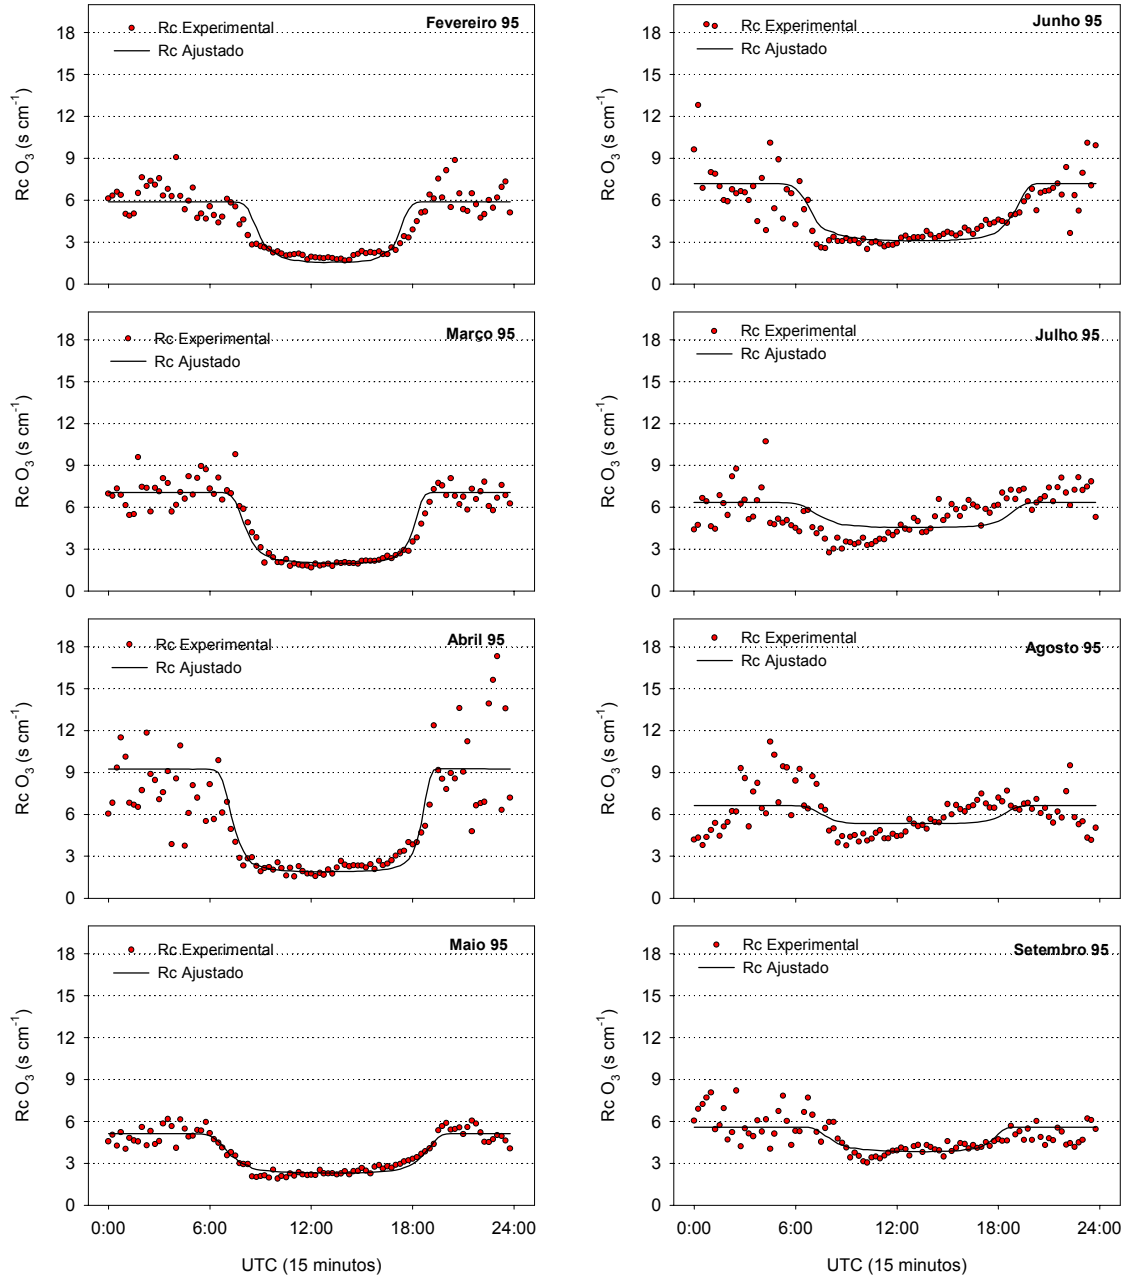 Fevereiro 95
Rc Experimental
Rc Ajustado
Rc O3 (s cm-1)
18
15
12
9
6
3
0
Junho 95
Rc Experimental
Rc Ajustado
Rc O3 (s cm-1)
18
15
12
9
6
3
0
Março 95
Rc Experimental
Rc Ajustado
Rc O3 (s cm-1)
18
15
12
9
6
3
0
Julho 95
Rc Experimental
Rc Ajustado
Rc O3 (s cm-1)
18
15
12
9
6
3
0
Abril 95
Rc Experimental
Rc Ajustado
Rc O3 (s cm-1)
18
15
12
9
6
3
0
Agosto 95
Rc Experimental
Rc Ajustado
Rc O3 (s cm-1)
18
15
12
9
6
3
0
Maio 95
Rc Experimental
Rc Ajustado
Rc O3 (s cm-1)
18
15
12
9
6
3
0
0:00 6:00 12:00 18:00 24:00
UTC (15 minutos)
Setembro 95
Rc Experimental
Rc Ajustado
Rc O3 (s cm-1)
18
15
12
9
6
3
0
0:00 6:00 12:00 18:00 24:00
UTC (15 minutos)